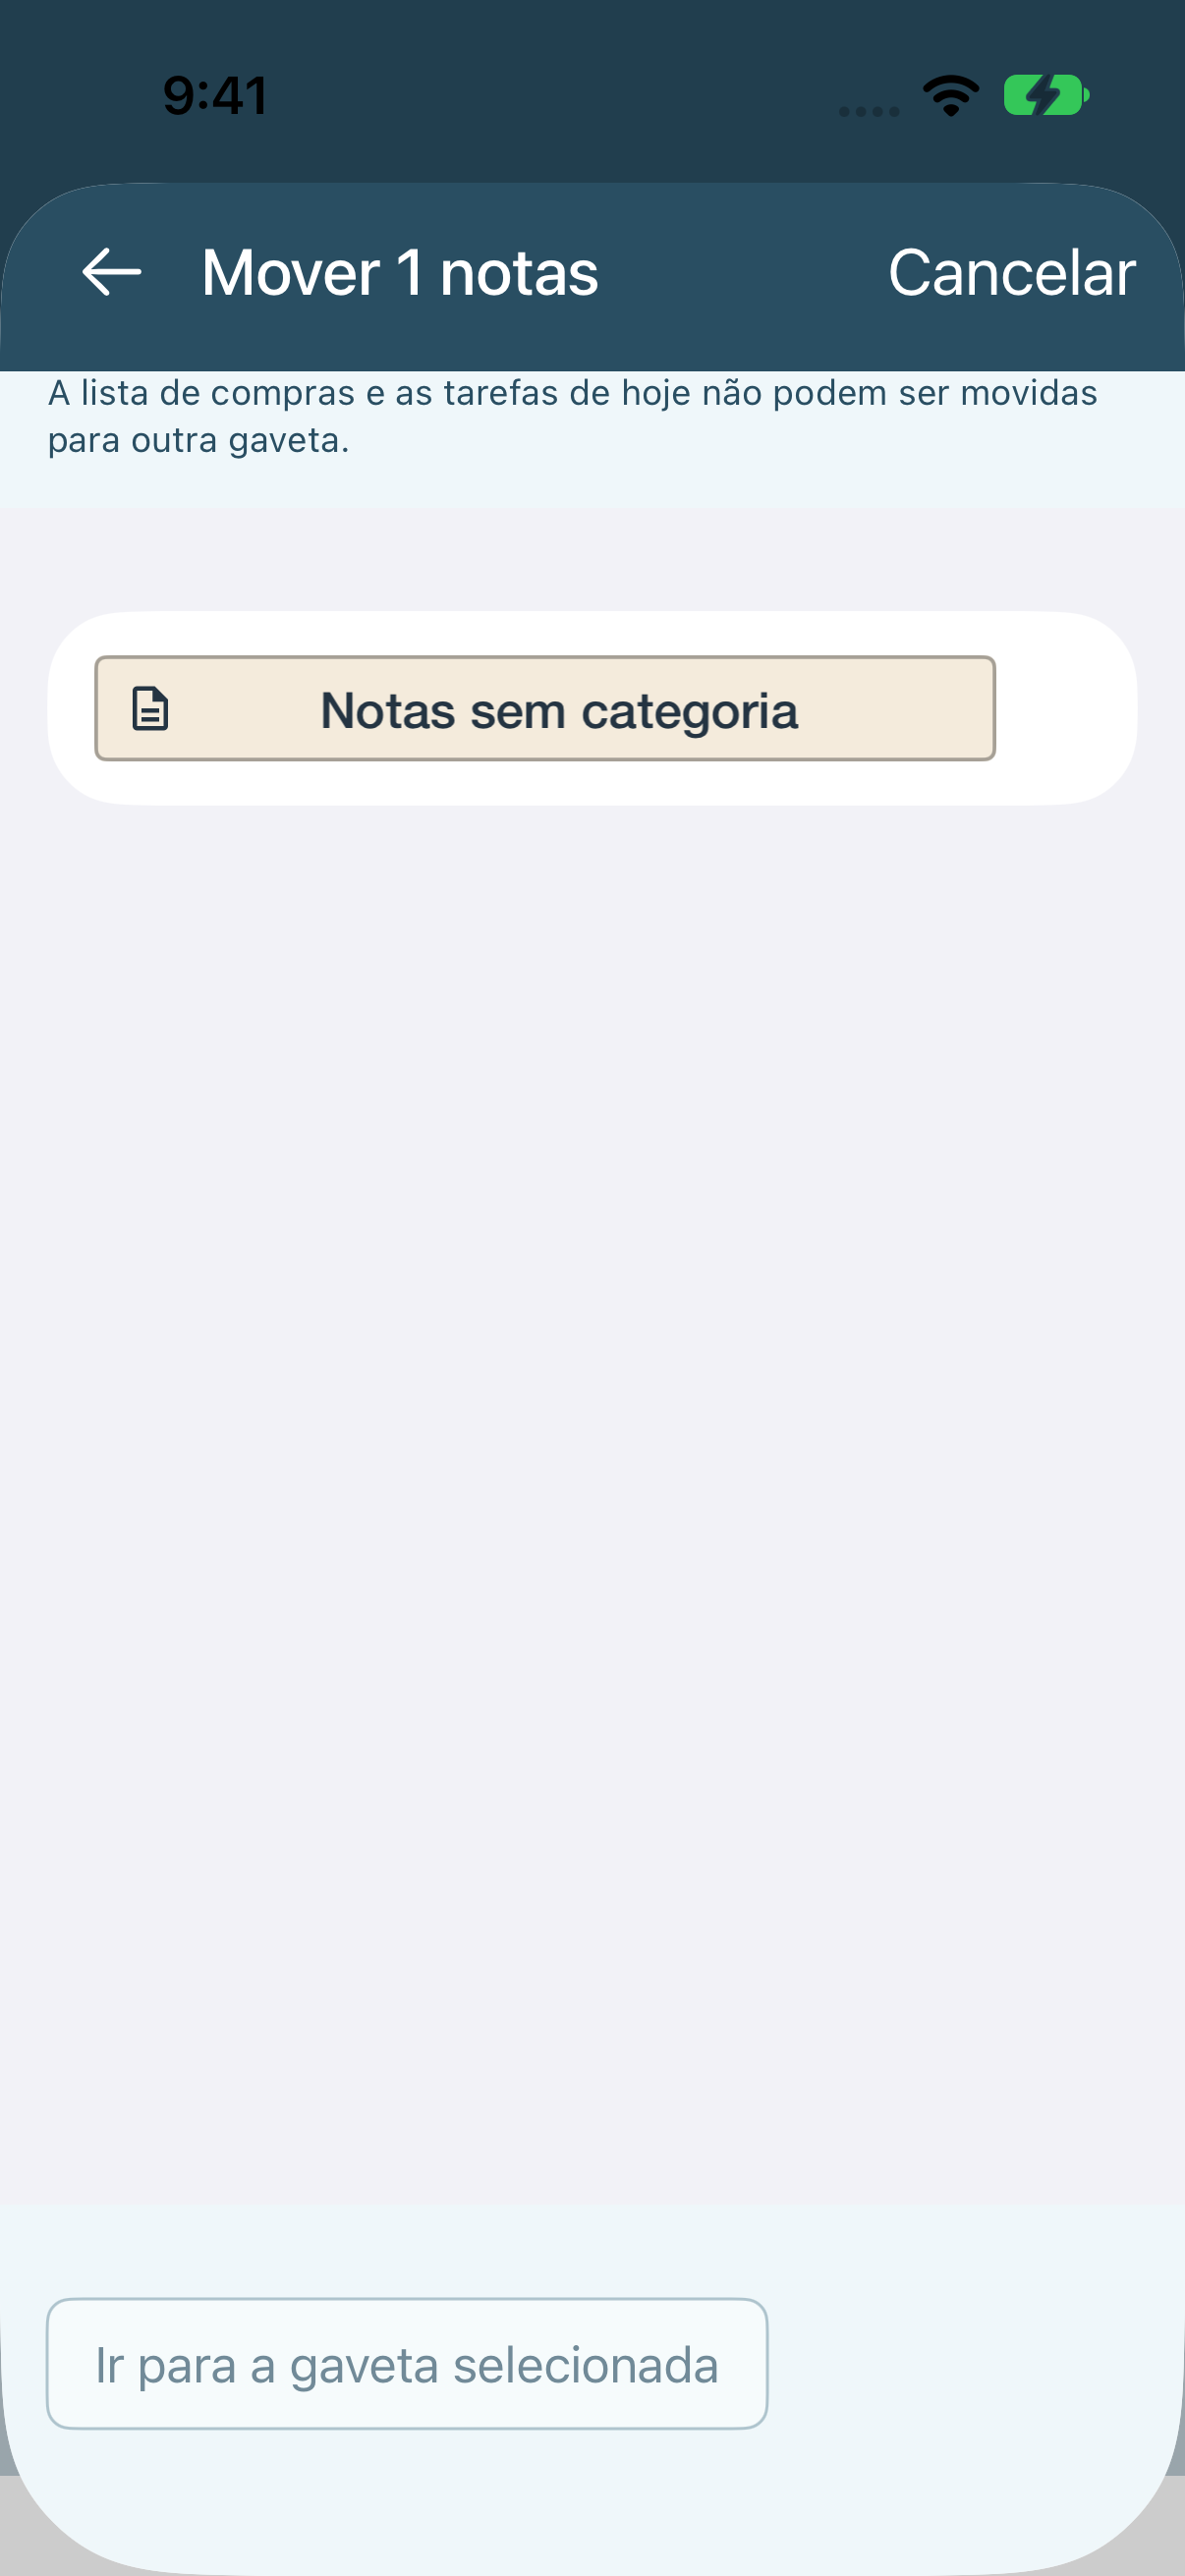 9:41
Mover 1 notas
Cancelar
A lista de compras e as tarefas de hoje não podem ser movidas
para outra gaveta.
Notas sem categoria
Ir para a gaveta selecionada